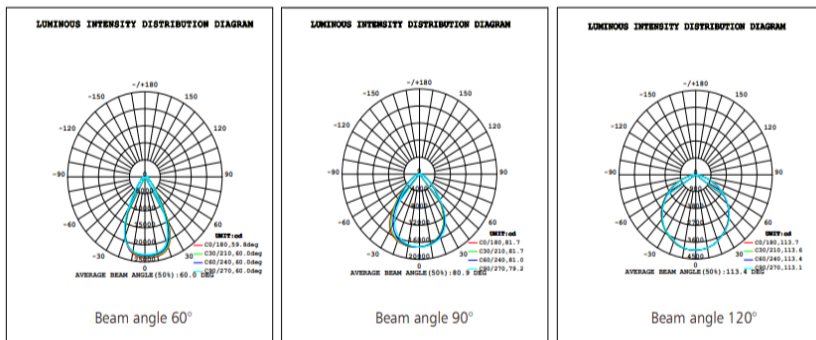 LUMINOUS INTENSITY DISTRIBUTION DIAGRAM
-/+180
-150
150
-120
120
-90
90
-60
60
-30
30
0
UNIT:cd
C0/180,59.8deg
C30/210,60.0deg
C60/240,60.0deg
C90/270,60.0deg
AVERAGE BEAM ANGLE(50%):60.0 DEG
Beam angle 60°
LUMINOUS INTENSITY DISTRIBUTION DIAGRAM
-/+180
-150
150
-120
120
-90
90
-60
60
-30
30
0
UNIT:cd
C0/180,81.7
C30/210,81.7
C60/240,81.0
C90/270,79.2
AVERAGE BEAM ANGLE(50%):80.9 DEG
Beam angle 90°
LUMINOUS INTENSITY DISTRIBUTION DIAGRAM
-/+180
-150
150
-120
120
-90
90
-60
60
-30
30
0
UNIT:cd
C0/180,113.7
C30/210,113.6
C60/240,113.4
C90/270,113.1
AVERAGE BEAM ANGLE(50%):113.4 DEG
Beam angle 120°